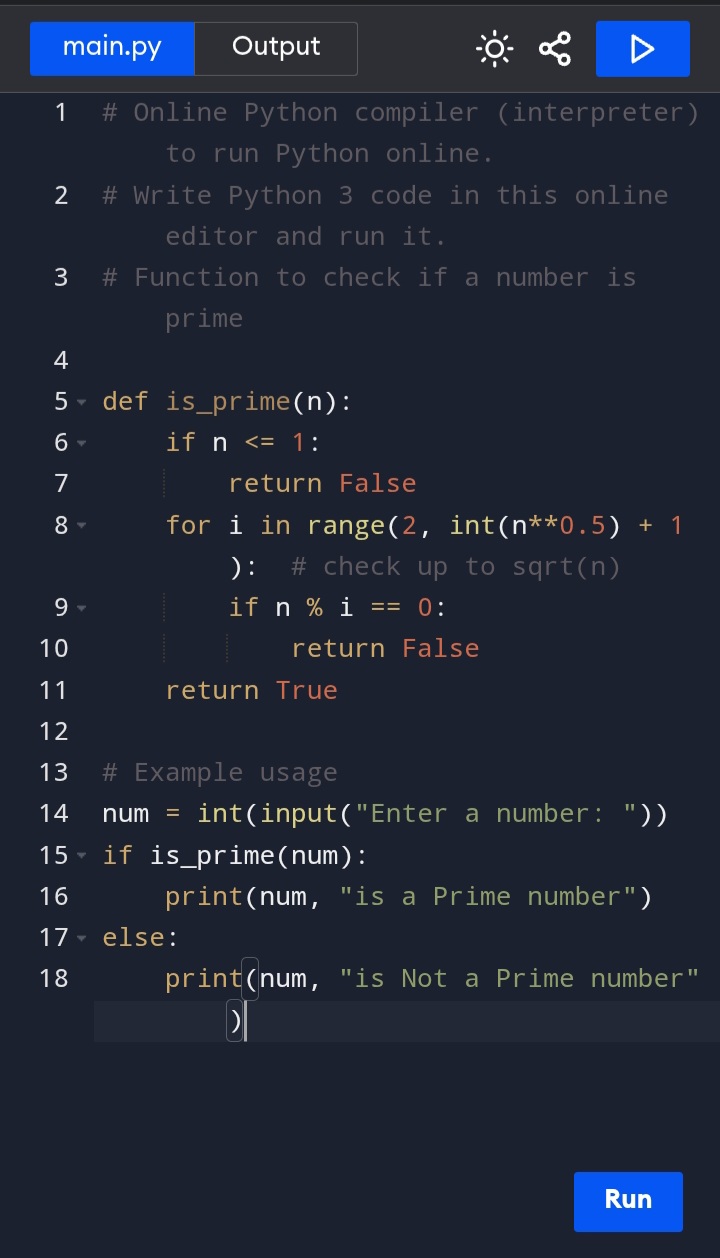 main.py Output
1 # Online Python compiler (interpreter)
to run Python online.
2 # Write Python 3 code in this online
editor and run it.
3 # Function to check if a number is
prime
4
5 def is_prime(n):
6     if n <= 1:
7         return False
8     for i in range(2, int(n**0.5) + 1
):  # check up to sqrt(n)
9         if n % i == 0:
10             return False
11     return True
12
13 # Example usage
14 num = int(input("Enter a number: "))
15 if is_prime(num):
16     print(num, "is a Prime number")
17 else:
18     print(num, "is Not a Prime number"
)
Run